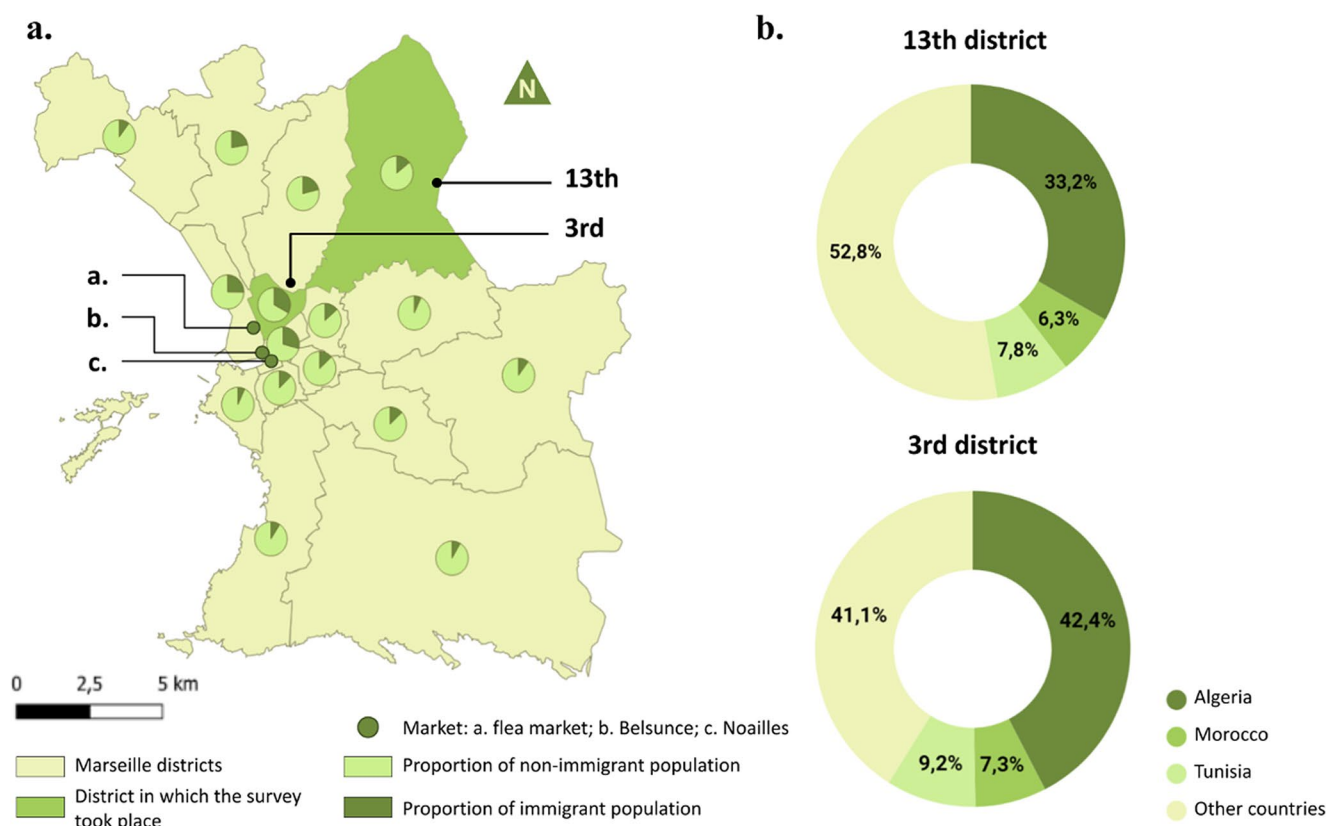 a.
N
13th
3rd
a.
b.
c.
0 2,5 5 km
Market: a. flea market; b. Belsunce; c. Noailles
Marseille districts
Proportion of non-immigrant population
District in which the survey
took place
Proportion of immigrant population
b.
13th district
33,2%
52,8%
6,3%
7,8%
3rd district
41,1%
42,4%
9,2%
7,3%
Algeria
Morocco
Tunisia
Other countries